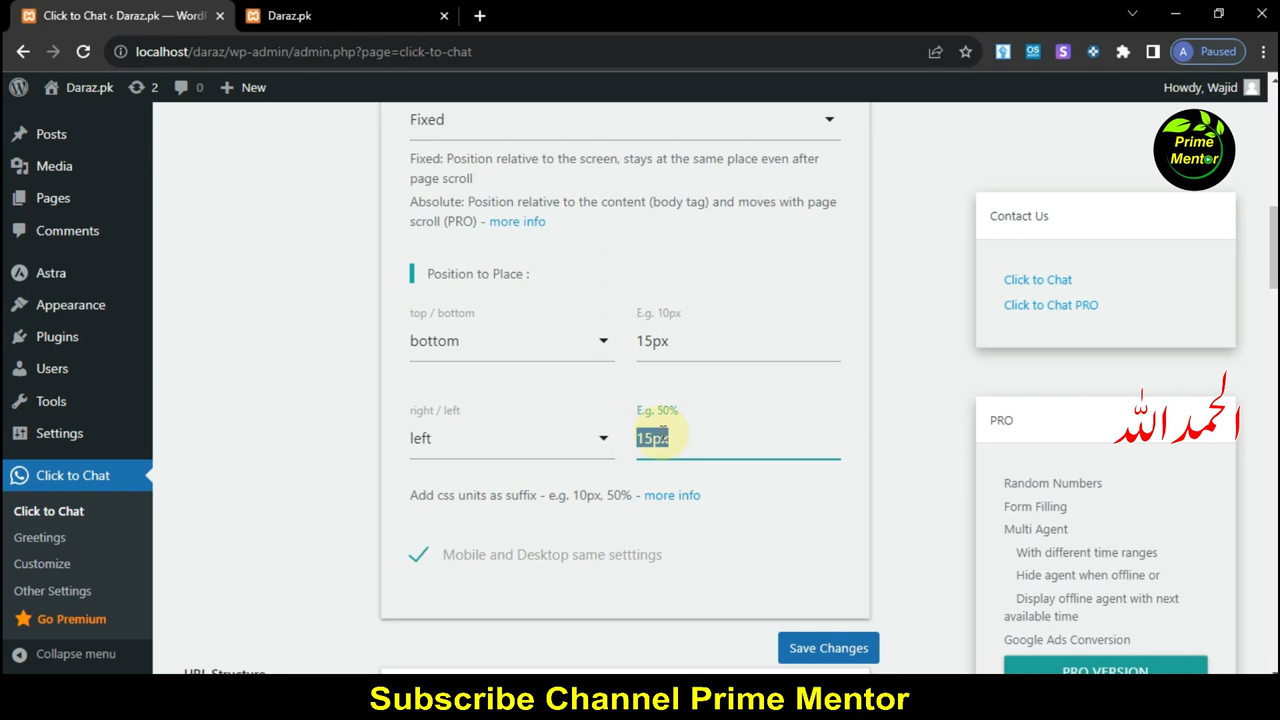 Click to Chat ‹ Daraz.pk — WordP
Daraz.pk
localhost/daraz/wp-admin/admin.php?page=click-to-chat
A
Paused
OS
S
Daraz.pk
2
0
New
Howdy, Wajid
Posts
Media
Pages
Comments
Astra
Appearance
Plugins
Users
Tools
Settings
Click to Chat
Click to Chat
Greetings
Customize
Other Settings
Go Premium
Collapse menu
Fixed
Fixed: Position relative to the screen, stays at the same place even after
page scroll
Absolute: Position relative to the content (body tag) and moves with page
scroll (PRO) - more info
Position to Place :
top / bottom
E.g. 10px
bottom
15px
right / left
E.g. 50%
left
15px
Add css units as suffix - e.g. 10px, 50% - more info
Mobile and Desktop same setttings
Save Changes
URL Structure
Prime
Mentor
Contact Us
Click to Chat
Click to Chat PRO
الحمد الله
PRO
Random Numbers
Form Filling
Multi Agent
With different time ranges
Hide agent when offline or
Display offline agent with next
available time
Google Ads Conversion
PRO VERSION
Subscribe Channel Prime Mentor